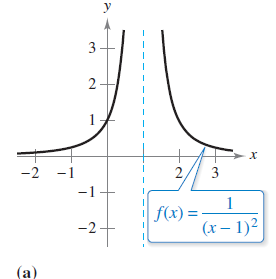 y
3
2
1
x
-2 -1 2 3
-1
f(x) = 1/(x – 1)²
-2
(a)